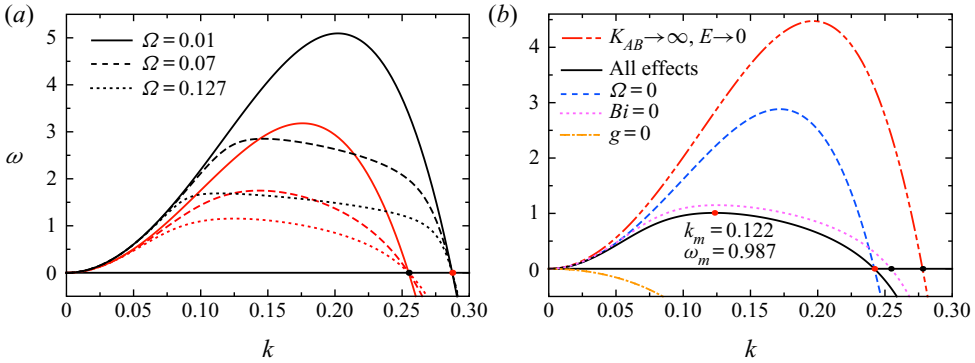 (a)
Ω = 0.01
Ω = 0.07
Ω = 0.127
5
4
3
2
1
0
ω
0 0.05 0.10 0.15 0.20 0.25 0.30
k
(b)
K_AB→∞, E→0
All effects
Ω = 0
Bi = 0
g = 0
k_m = 0.122
ω_m = 0.987
4
3
2
1
0
0 0.05 0.10 0.15 0.20 0.25 0.30
k